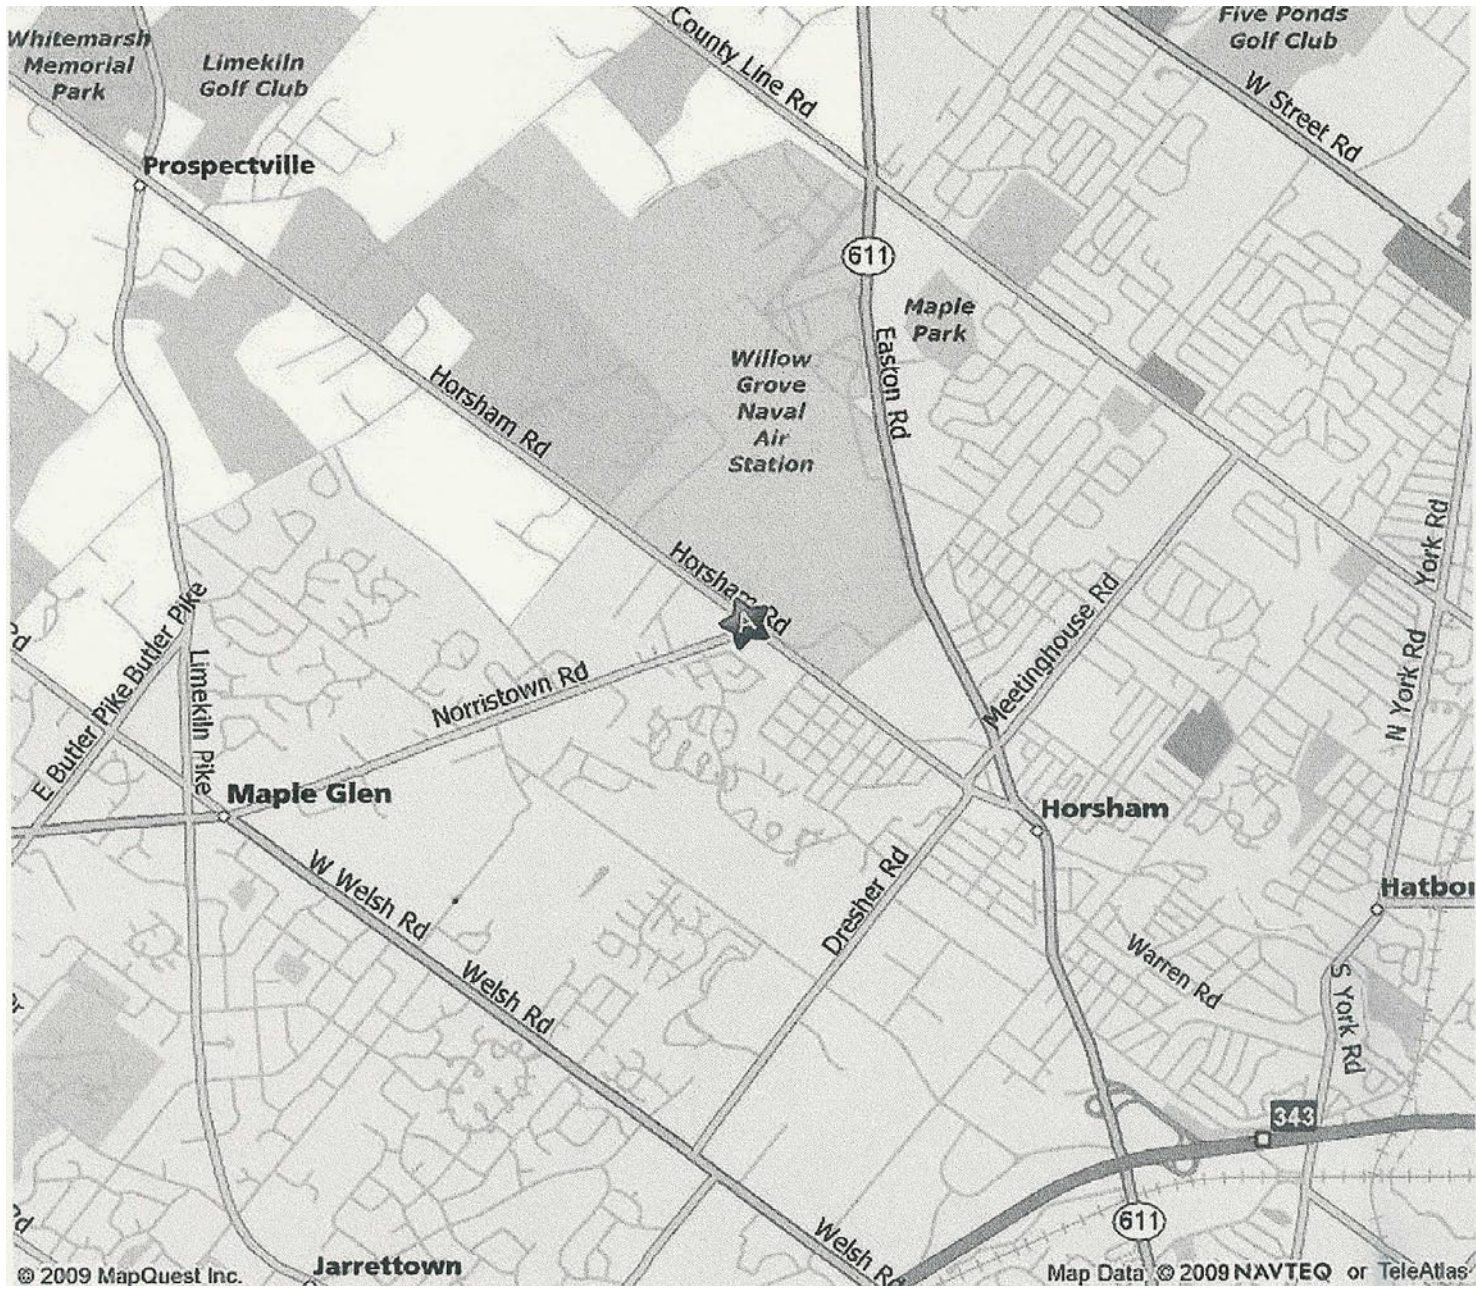 Whitemarsh
Memorial
Park
Limekiln
Golf Club
County Line Rd
Five Ponds
Golf Club
W Street Rd
Prospectville
611
Maple
Park
Easton Rd
Willow
Grove
Naval
Air
Station
Horsham Rd
Horsham Rd
A
York Rd
Meetinghouse Rd
Butler Pike
E Butler Pike
Rd
Limekiln Pike
Norristown Rd
N York Rd
Maple Glen
Horsham
W Welsh Rd
Dresher Rd
Hatbor
Welsh Rd
Warren Rd
S York Rd
343
611
Welsh Rd
Rd
Jarrettown
© 2009 MapQuest Inc.
Map Data © 2009 NAVTEQ or TeleAtlas